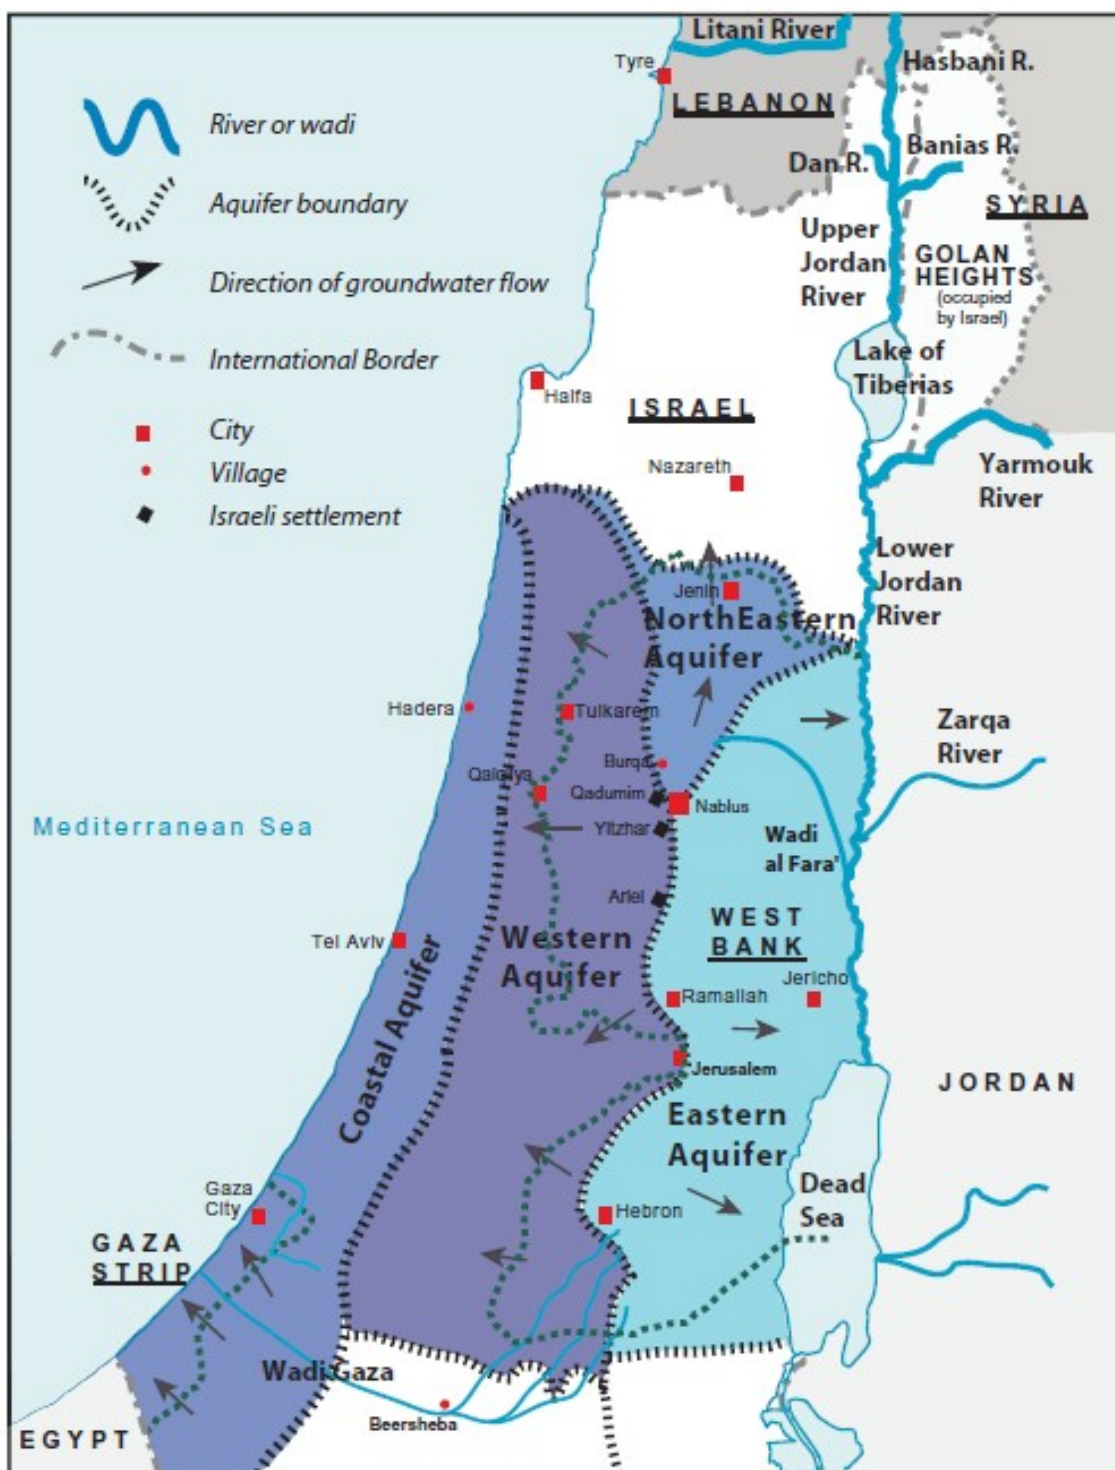 Litani River
Tyre
Hasbani R.
LEBANON
River or wadi
Banias R.
Dan R.
Aquifer boundary
SYRIA
Upper
Jordan
River
GOLAN
HEIGHTS
(occupied
by Israel)
Direction of groundwater flow
International Border
Lake of
Tiberias
Haifa
ISRAEL
City
Village
Israeli settlement
Nazareth
Yarmouk
River
Lower
Jordan
River
Jenin
NorthEastern
Aquifer
Hadera
Tulkarem
Zarqa
River
Burqa
Qalqilya
Qadumim
Nablus
Mediterranean Sea
Yitzhar
Wadi
al Fara'
Ariel
WEST
BANK
Western
Aquifer
Tel Aviv
Coastal Aquifer
Jericho
Ramallah
Jerusalem
JORDAN
Eastern
Aquifer
Dead
Sea
Gaza
City
Hebron
GAZA
STRIP
Wadi Gaza
Beersheba
EGYPT